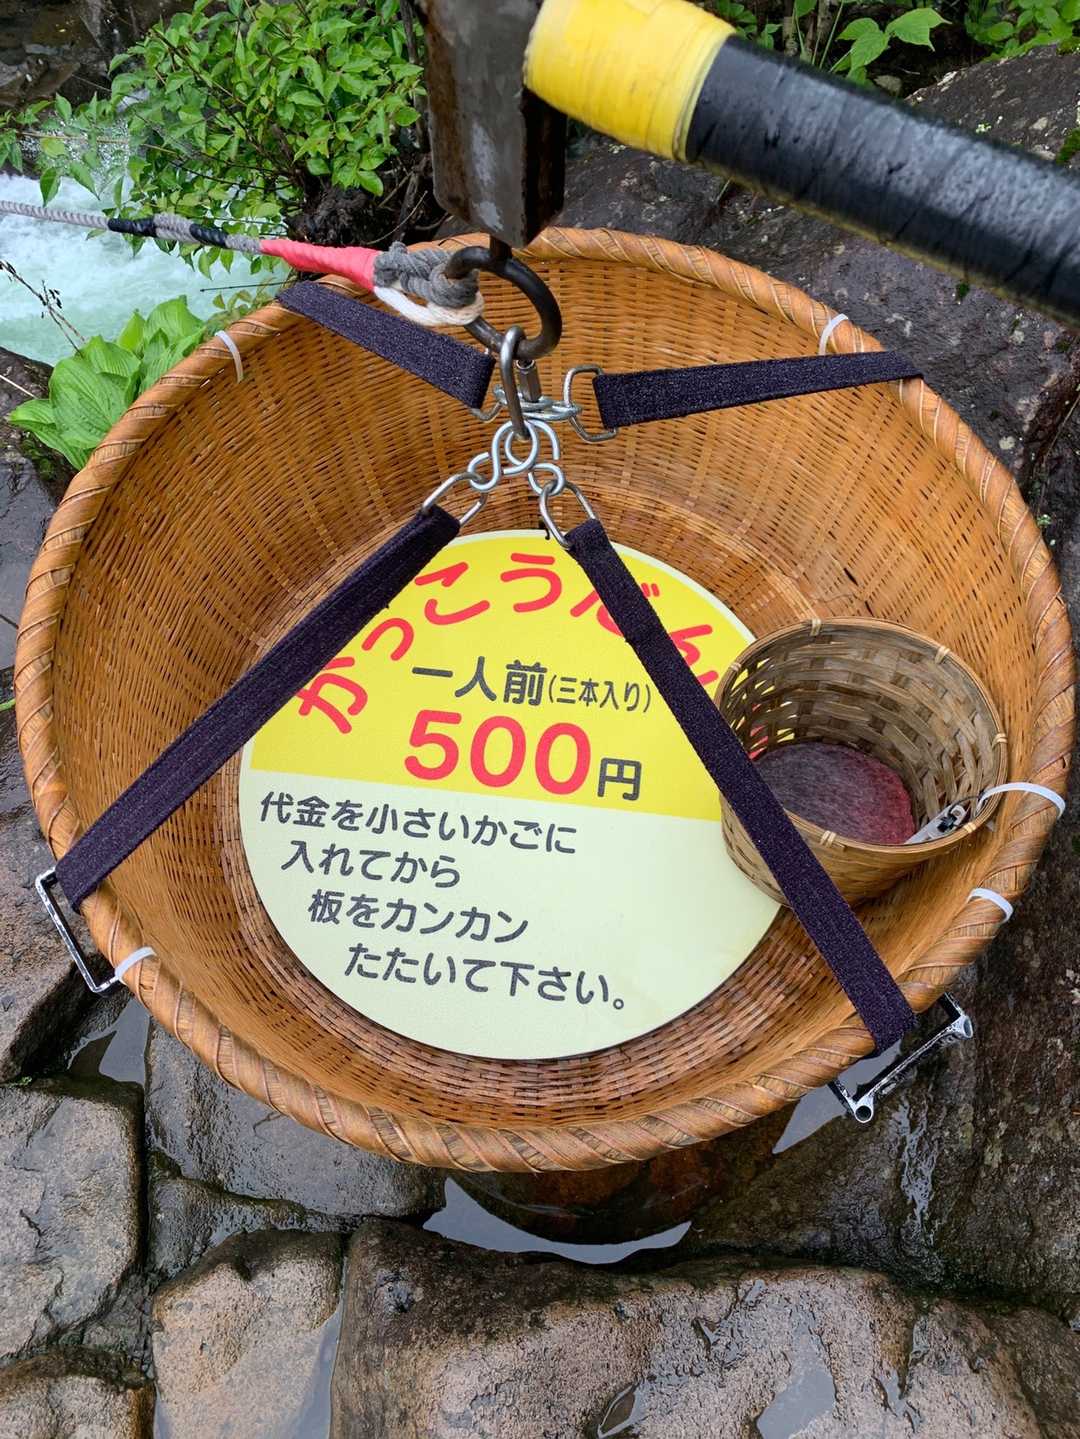 かっこうだん
一人前(三本入り)
500円
代金を小さいかごに
入れてから
板をカンカン
たたいて下さい。